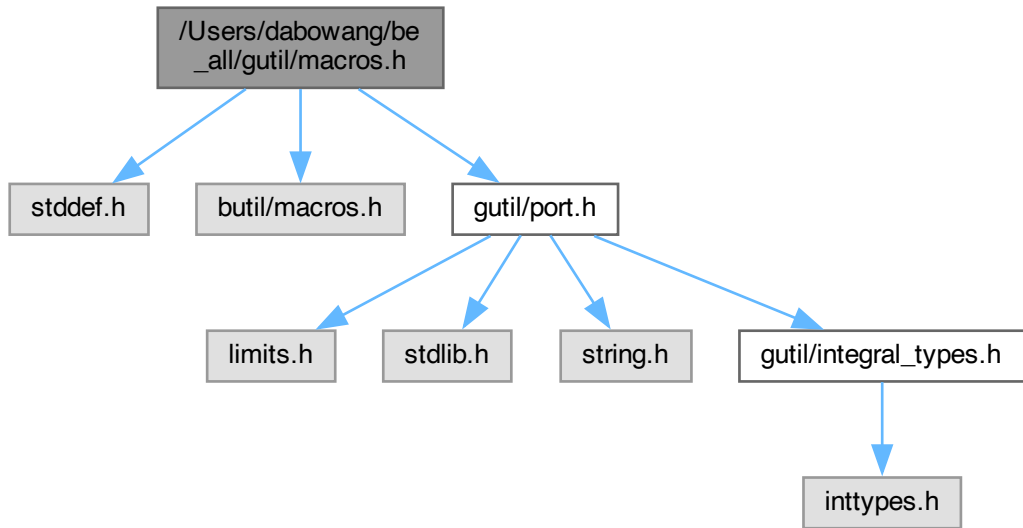 /Users/dabowang/be
_all/gutil/macros.h
stddef.h
butil/macros.h
gutil/port.h
limits.h
stdlib.h
string.h
gutil/integral_types.h
inttypes.h